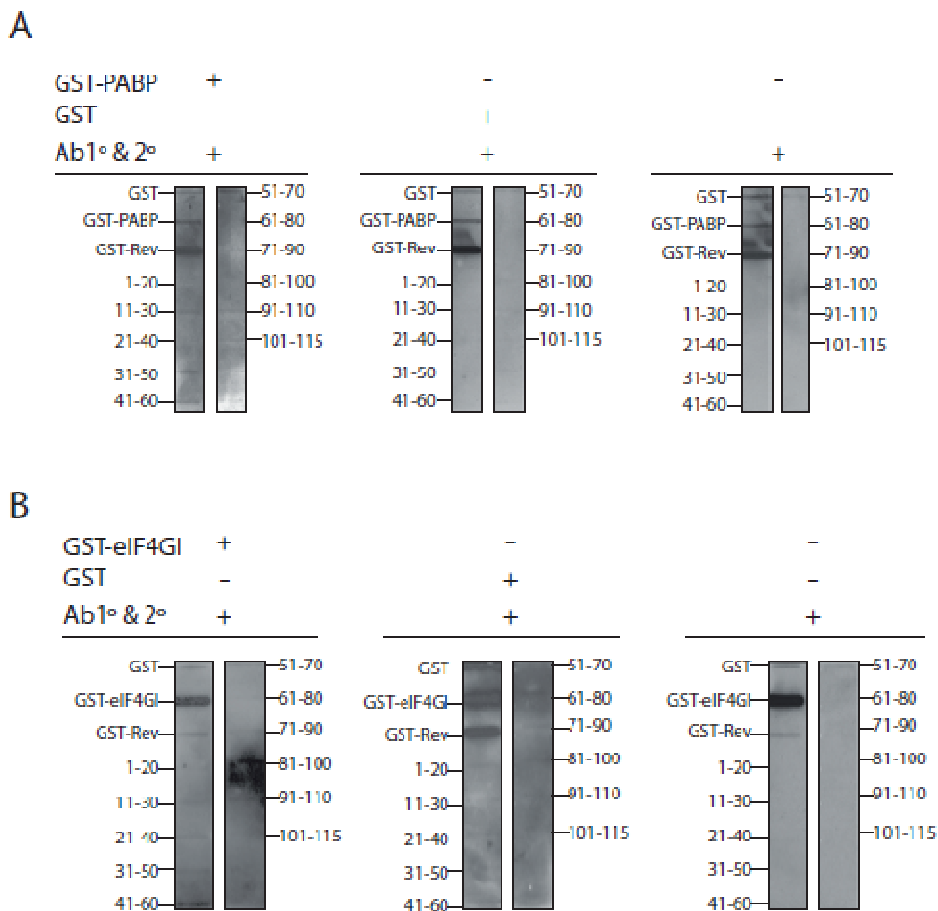 A
GST-PABP + - -
GST
Ab1º & 2º + + +
GST 51-70 GST 51-70 GST 51-70
GST-PABP 61-80 GST-PABP 61-80 GST-PABP 61-80
GST-Rev 71-90 GST-Rev 71-90 GST-Rev 71-90
1-20 81-100 1-20 81-100 1-20 81-100
11-30 91-110 11-30 91-110 11-30 91-110
21-40 101-115 21-40 101-115 21-40 101-115
31-50 31-50 31-50
41-60 41-60 41-60
B
GST-eIF4GI + - -
GST - + -
Ab1º & 2º + + +
GST 51-70 GST 51-70 GST 51-70
GST-eIF4GI 61-80 GST-eIF4GI 61-80 GST-eIF4GI 61-80
GST-Rev 71-90 GST-Rev 71-90 GST-Rev 71-90
1-20 81-100 1-20 81-100 1-20 81-100
11-30 91-110 11-30 91-110 11-30 91-110
21-40 101-115 21-40 101-115 21-40 101-115
31-50 31-50 31-50
41-60 41-60 41-60